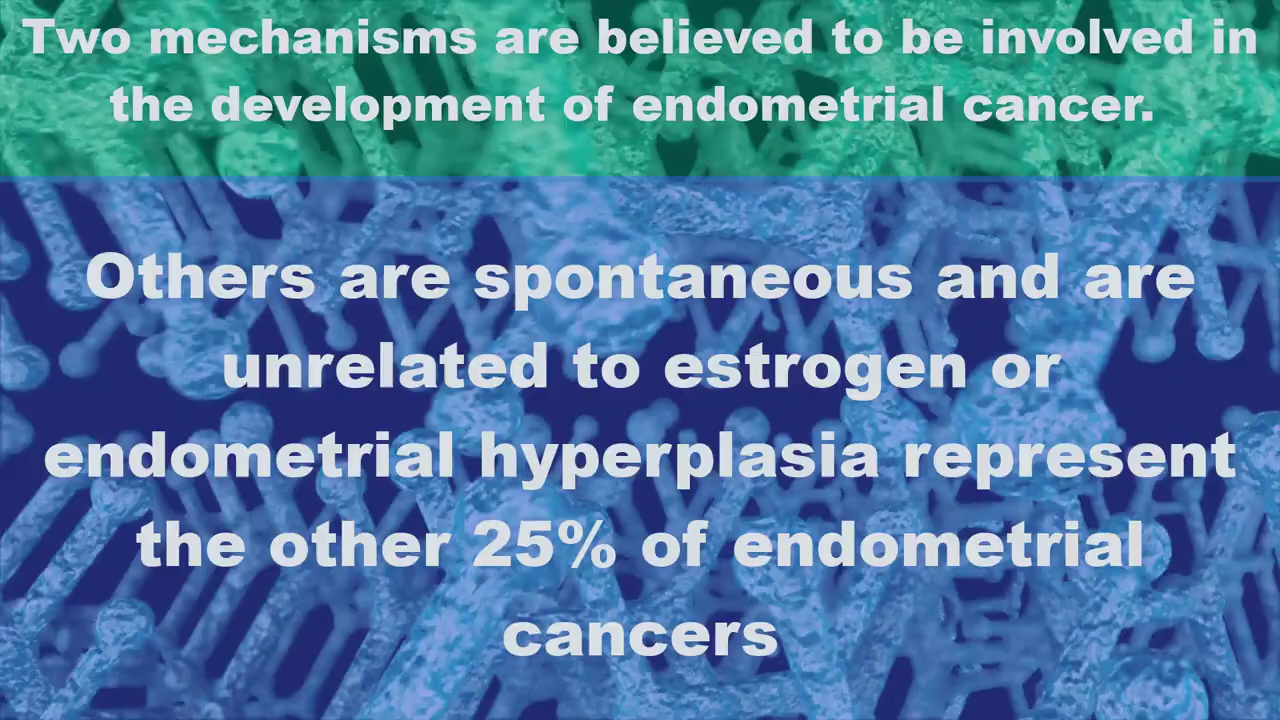 Two mechanisms are believed to be involved in
the development of endometrial cancer.
Others are spontaneous and are
unrelated to estrogen or
endometrial hyperplasia represent
the other 25% of endometrial
cancers